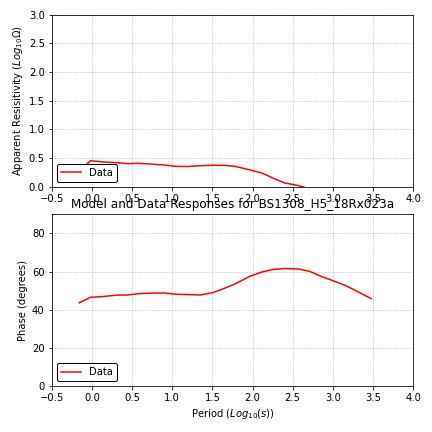 3.0
2.5
2.0
1.5
1.0
0.5
0.0
Apparent Resisitivity (Log10Ω)
Data
−0.5 0.0 0.5 1.0 1.5 2.0 2.5 3.0 3.5 4.0
Model and Data Responses for BS1308_H5_18Rx023a
80
60
40
20
0
Phase (degrees)
Data
−0.5 0.0 0.5 1.0 1.5 2.0 2.5 3.0 3.5 4.0
Period (Log10(s))